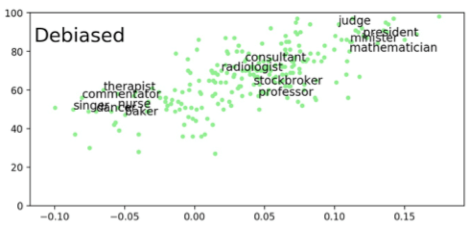 100
80
60
40
20
0
Debiased
judge
president
minister
mathematician
consultant
radiologist
stockbroker
professor
therapist
commentator
singer
dancer
nurse
baker
−0.10
−0.05
0.00
0.05
0.10
0.15